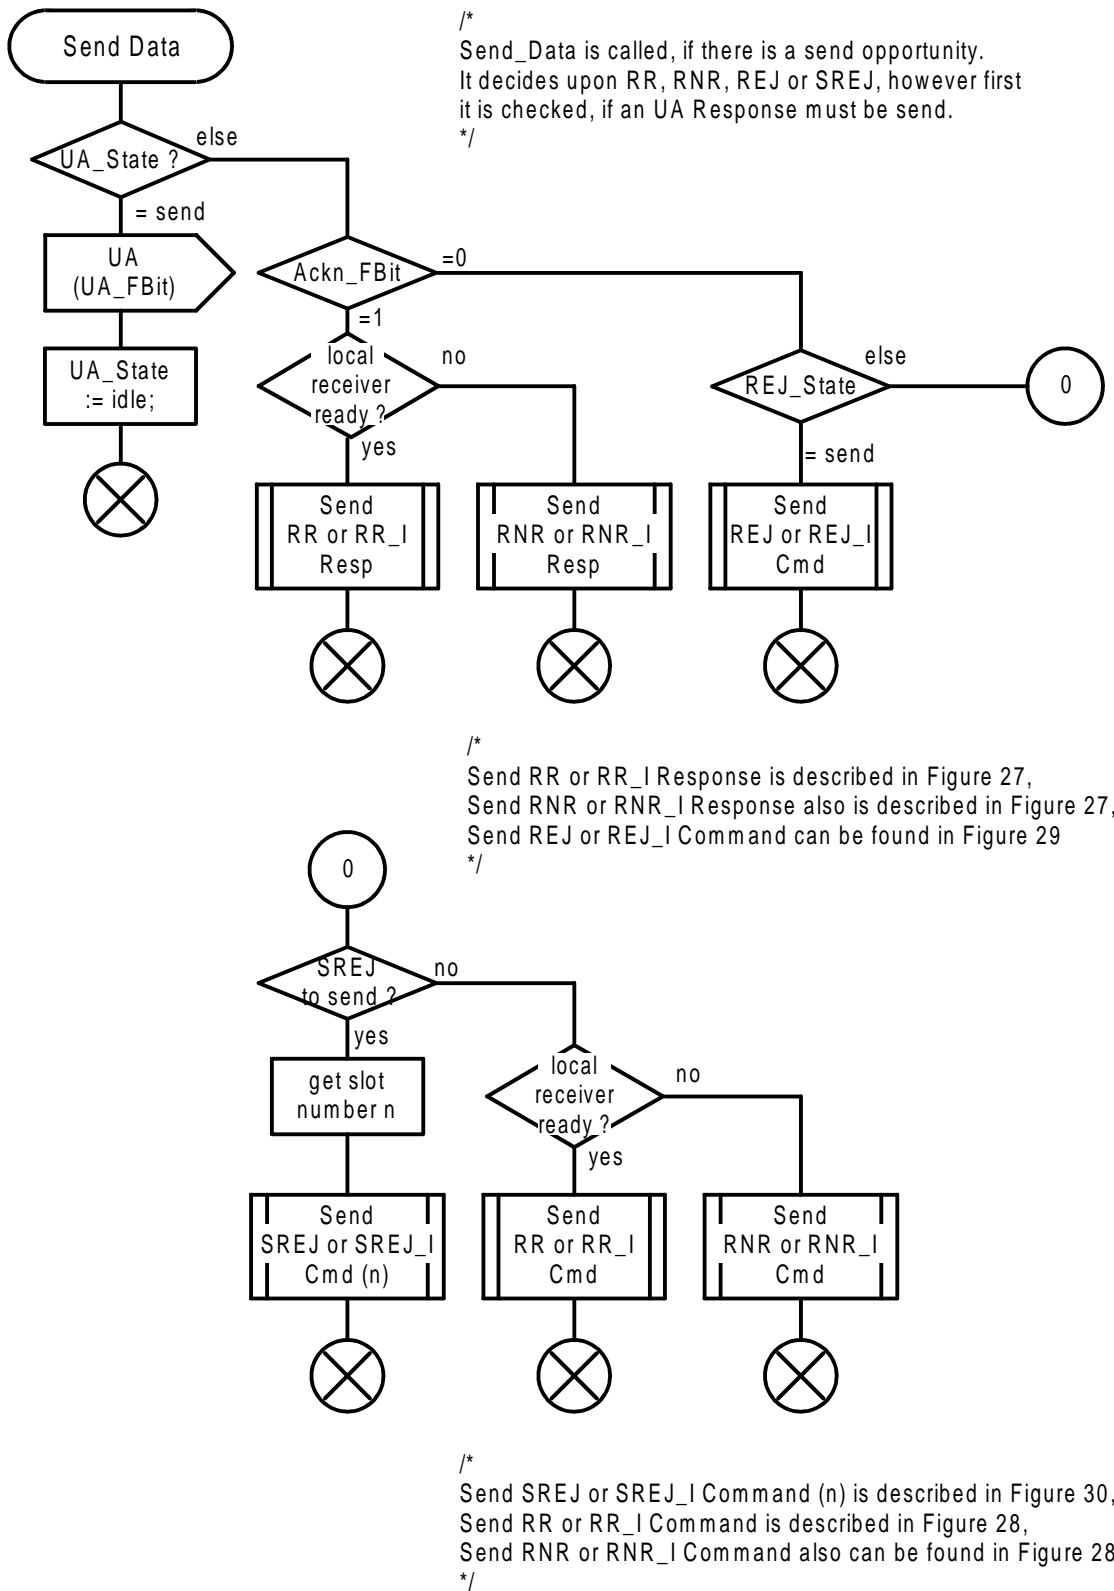 Send Data
/*
Send_Data is called, if there is a send opportunity.
It decides upon RR, RNR, REJ or SREJ, however first
it is checked, if an UA Response must be send.
*/
UA_State ?
else
= send
UA
(UA_FBit)
UA_State
:= idle;
Ackn_FBit
=0
=1
local
receiver
ready ?
no
yes
REJ_State
else
0
= send
Send
RR or RR_I
Resp
Send
RNR or RNR_I
Resp
Send
REJ or REJ_I
Cmd
/*
Send RR or RR_I Response is described in Figure 27,
Send RNR or RNR_I Response also is described in Figure 27,
Send REJ or REJ_I Command can be found in Figure 29
*/
0
SREJ
to send ?
no
yes
get slot
number n
local
receiver
ready ?
no
yes
Send
SREJ or SREJ_I
Cmd (n)
Send
RR or RR_I
Cmd
Send
RNR or RNR_I
Cmd
/*
Send SREJ or SREJ_I Command (n) is described in Figure 30,
Send RR or RR_I Command is described in Figure 28,
Send RNR or RNR_I Command also can be found in Figure 28
*/